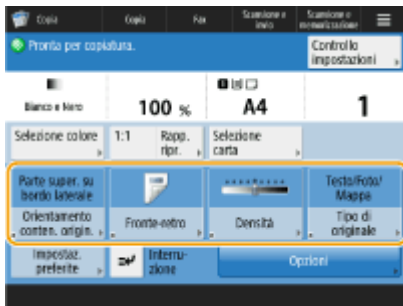 Copia
Copia
Fax
Scansione e
invio
Scansione e
memorizzazione
Pronta per copiatura.
Controllo
impostazioni
Bianco e Nero
100 %
A4
1
Selezione colore
1:1
Rapp.
ripr.
Selezione
carta
Parte super. su
bordo laterale
Testo/Foto/
Mappa
Orientamento
conten. origin.
Fronte-retro
Densità
Tipo di
originale
Impostaz.
preferite
Interru-
zione
Opzioni